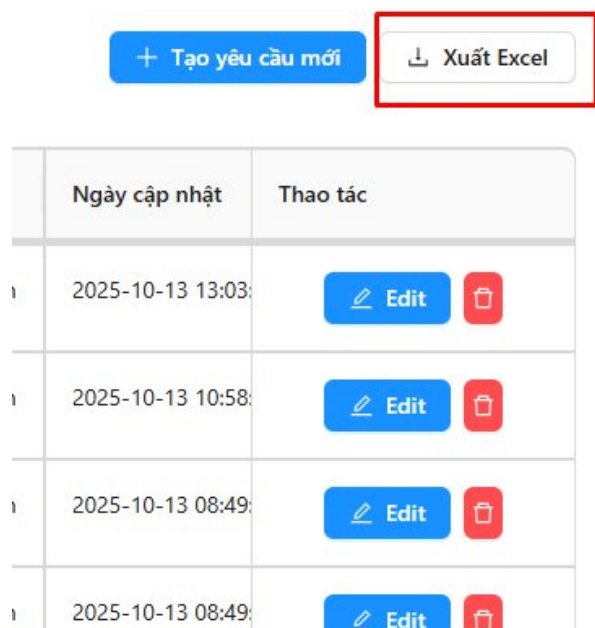 Tạo yêu cầu mới
Xuất Excel
Ngày cập nhật Thao tác
2025-10-13 13:03: Edit
2025-10-13 10:58: Edit
2025-10-13 08:49: Edit
2025-10-13 08:49: Edit